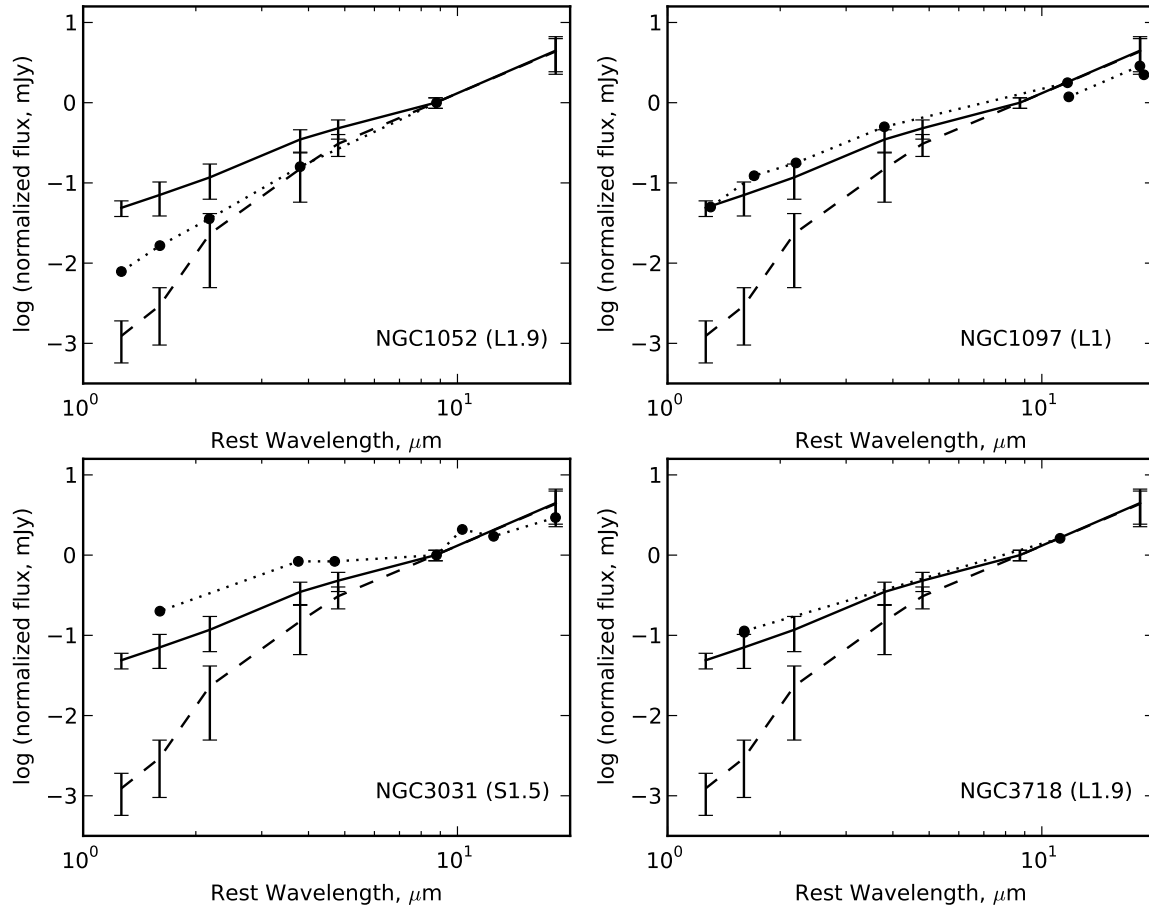 log (normalized flux, mJy)
1
0
−1
−2
−3
NGC1052 (L1.9)
10^0
10^1
Rest Wavelength, μm
log (normalized flux, mJy)
1
0
−1
−2
−3
NGC1097 (L1)
10^0
10^1
Rest Wavelength, μm
log (normalized flux, mJy)
1
0
−1
−2
−3
NGC3031 (S1.5)
10^0
10^1
Rest Wavelength, μm
log (normalized flux, mJy)
1
0
−1
−2
−3
NGC3718 (L1.9)
10^0
10^1
Rest Wavelength, μm